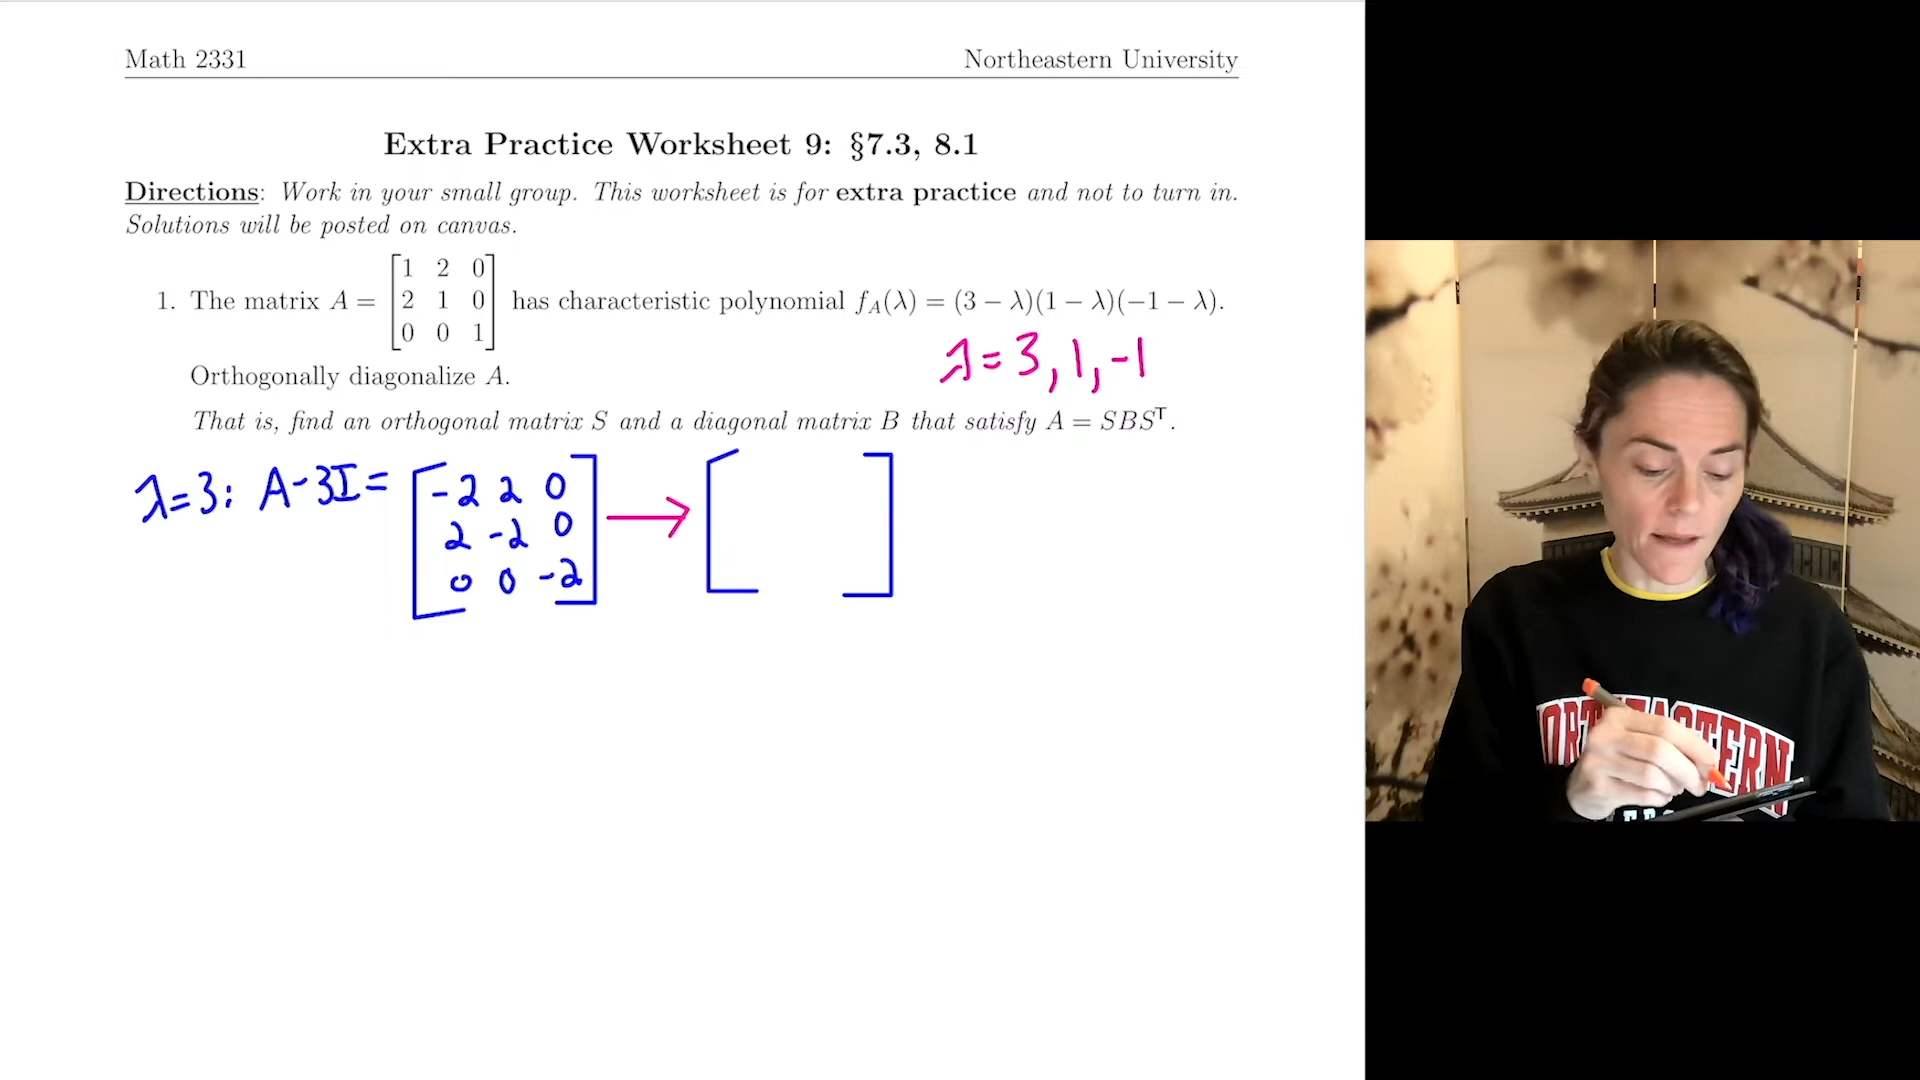 Math 2331 Northeastern University
Extra Practice Worksheet 9: §7.3, 8.1
Directions: Work in your small group. This worksheet is for extra practice and not to turn in.
Solutions will be posted on canvas.
1. The matrix A = [1 2 0; 2 1 0; 0 0 1] has characteristic polynomial f_A(λ) = (3 − λ)(1 − λ)(−1 − λ).
λ=3, 1, -1
Orthogonally diagonalize A.
That is, find an orthogonal matrix S and a diagonal matrix B that satisfy A = SBS^T.
λ=3: A-3I= [-2 2 0; 2 -2 0; 0 0 -2] → [ ]
NORTHEASTERN